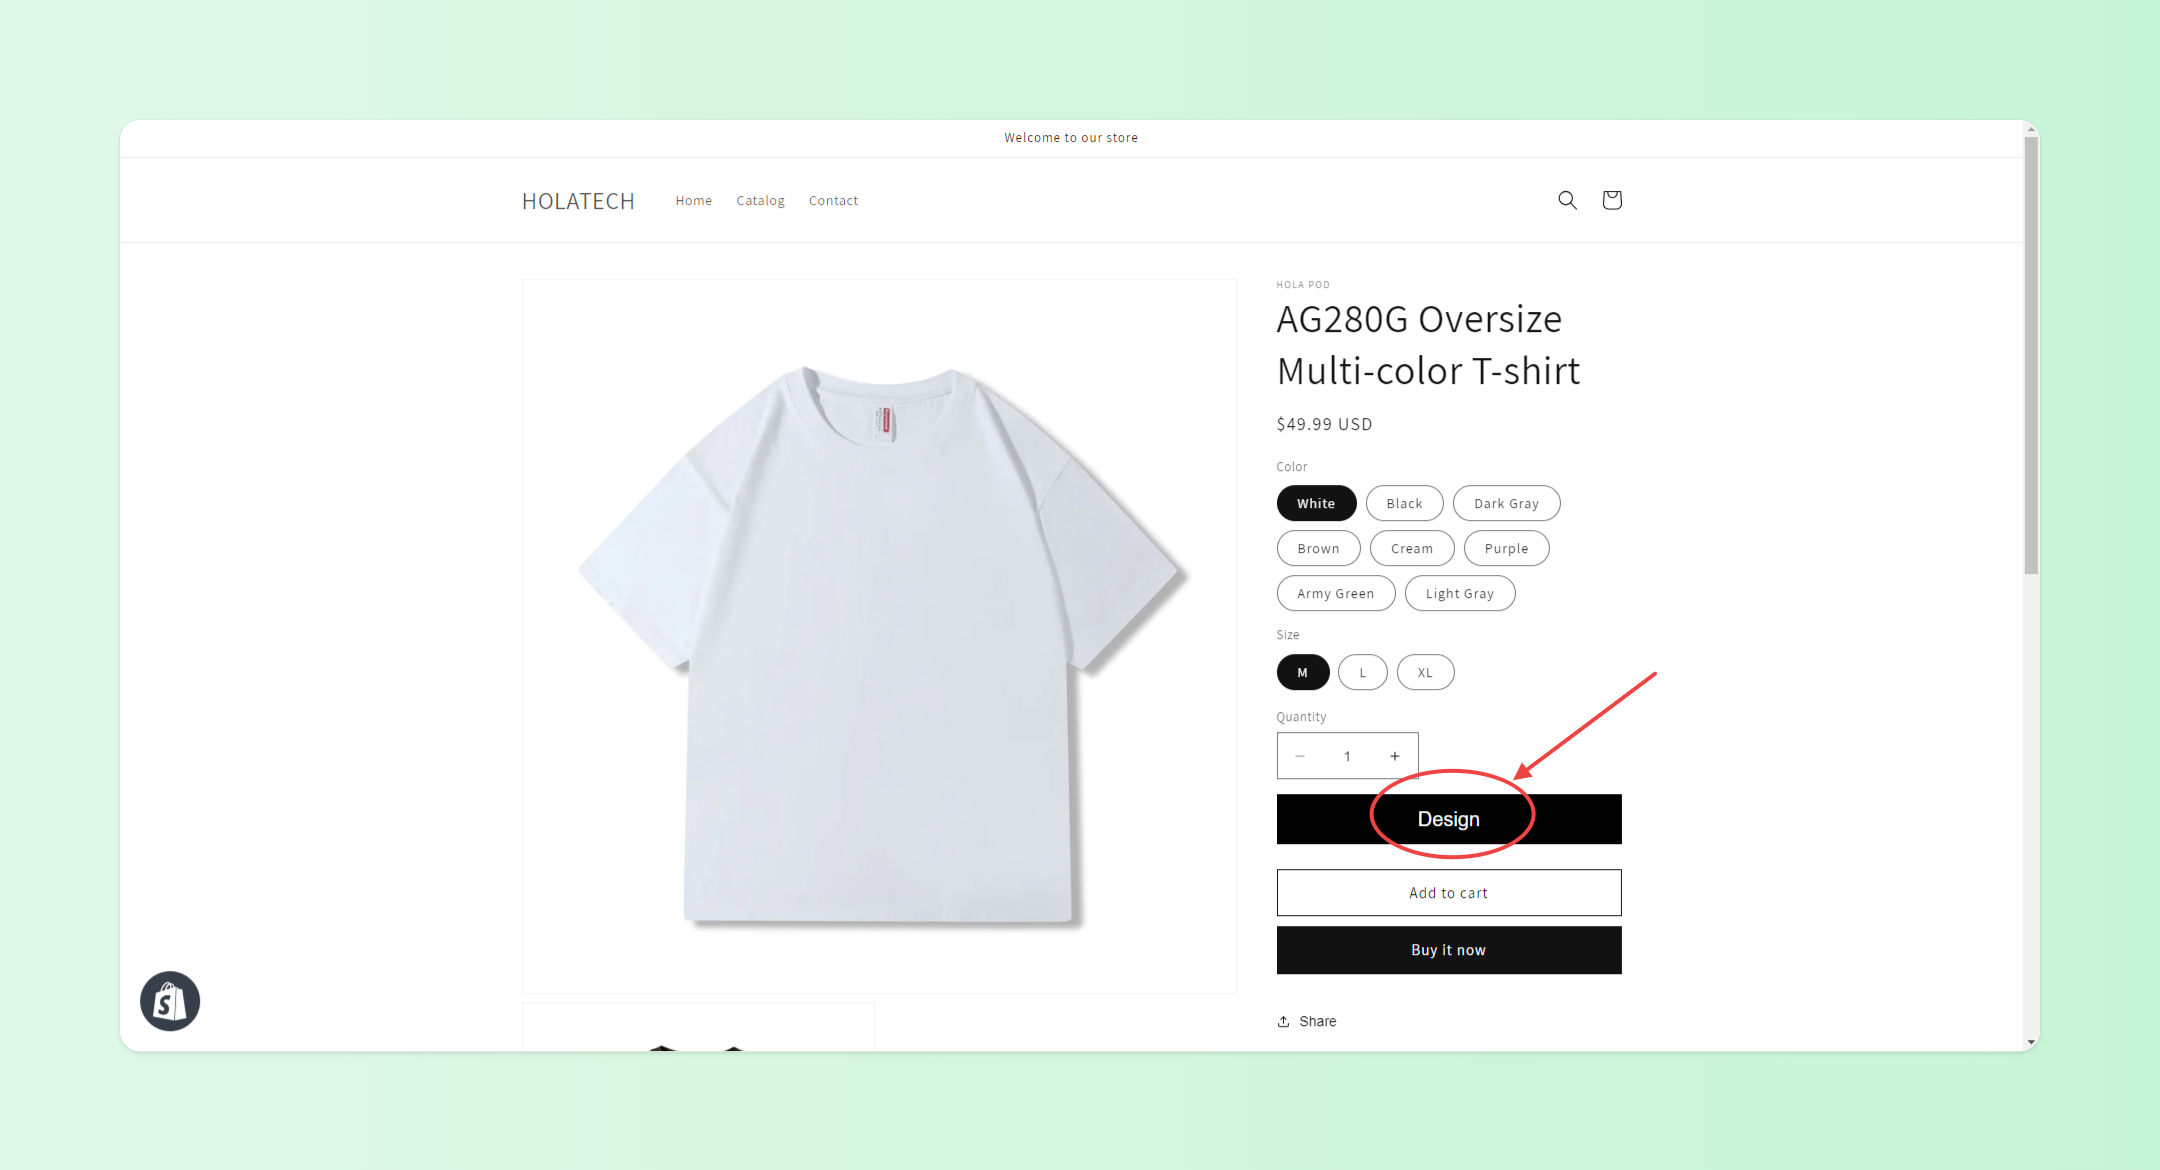 Welcome to our store
HOLATECH Home Catalog Contact
HOLA POD
AG280G Oversize
Multi-color T-shirt
$49.99 USD
Color
White Black Dark Gray
Brown Cream Purple
Army Green Light Gray
Size
M L XL
Quantity
− 1 +
Design
Add to cart
Buy it now
Share